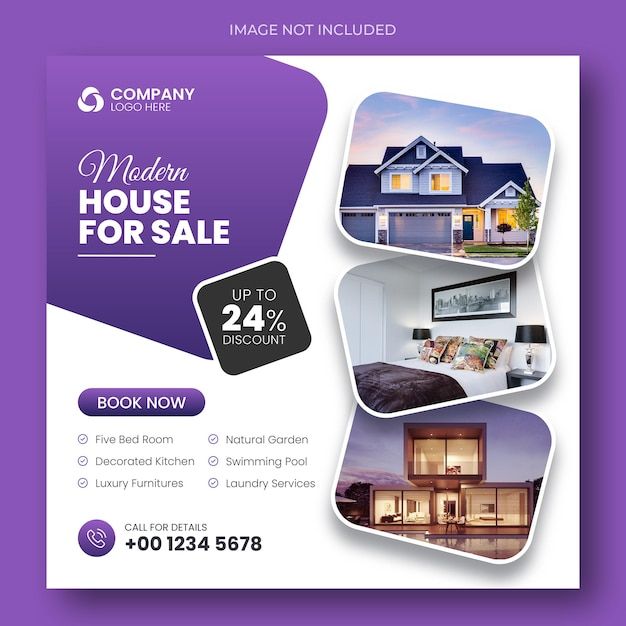 IMAGE NOT INCLUDED
COMPANY
LOGO HERE
Modern
HOUSE
FOR SALE
UP TO
24%
DISCOUNT
BOOK NOW
Five Bed Room
Natural Garden
Decorated Kitchen
Swimming Pool
Luxury Furnitures
Laundry Services
CALL FOR DETAILS
+00 1234 5678